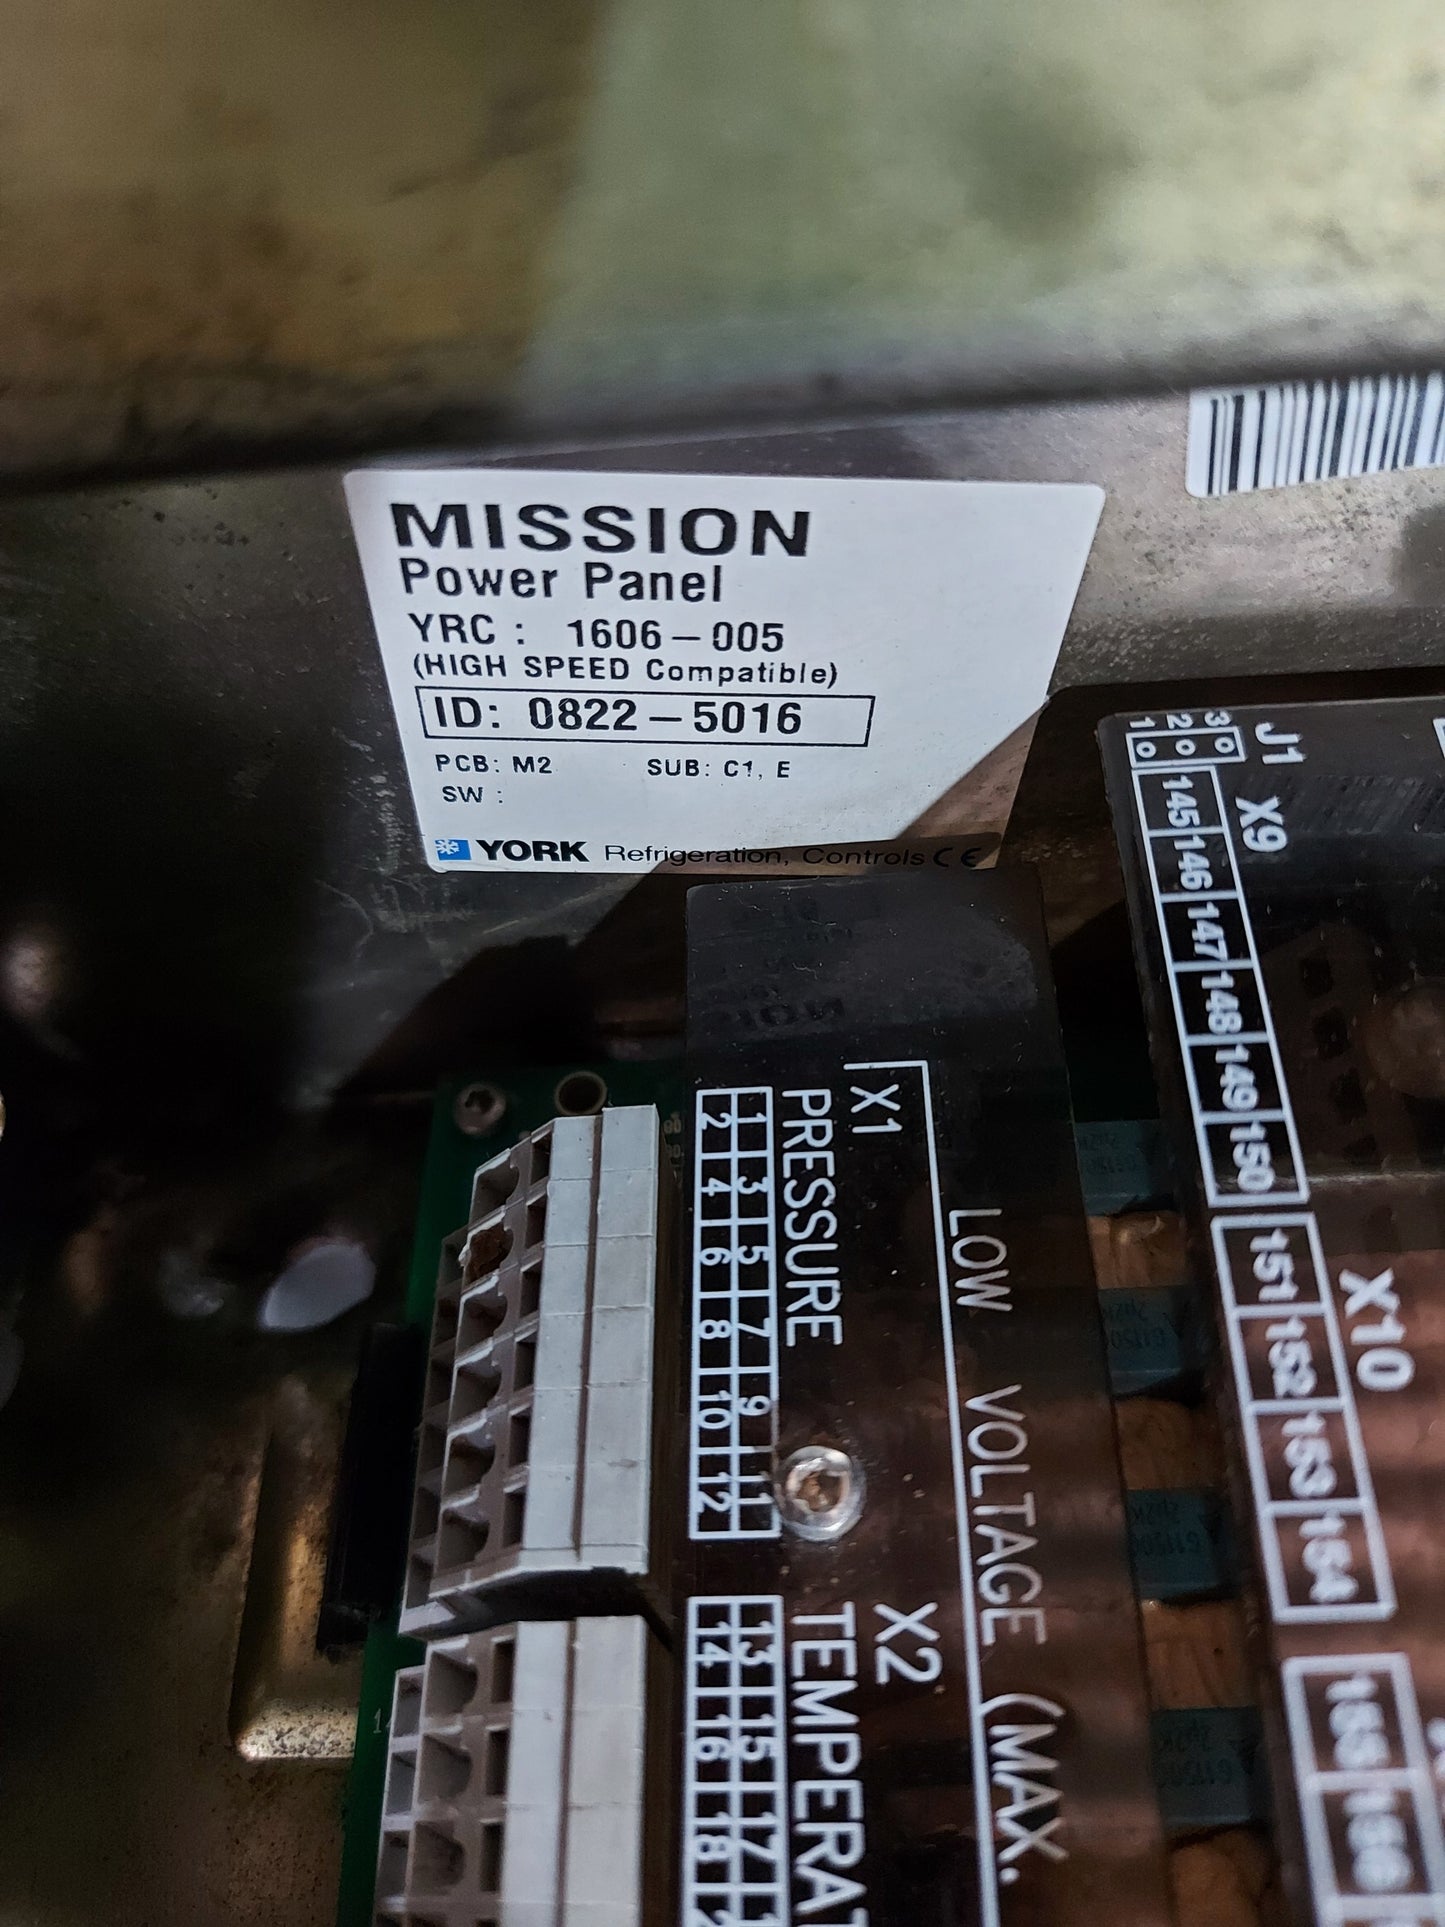 MISSION
Power Panel
YRC : 1606-005
(HIGH SPEED Compatible)
ID: 0822-5016
PCB: M2 SUB: C1, E
SW :
YORK Refrigeration, Controls CE
J1
1 2 3
X9
145 146 147 148 149 150
X10
151 152 153 154
155 156
X1
PRESSURE
1 3 5 7 9 11
2 4 6 8 10 12
LOW VOLTAGE (MAX.
X2
TEMPERAT
13 15 17
14 16 18